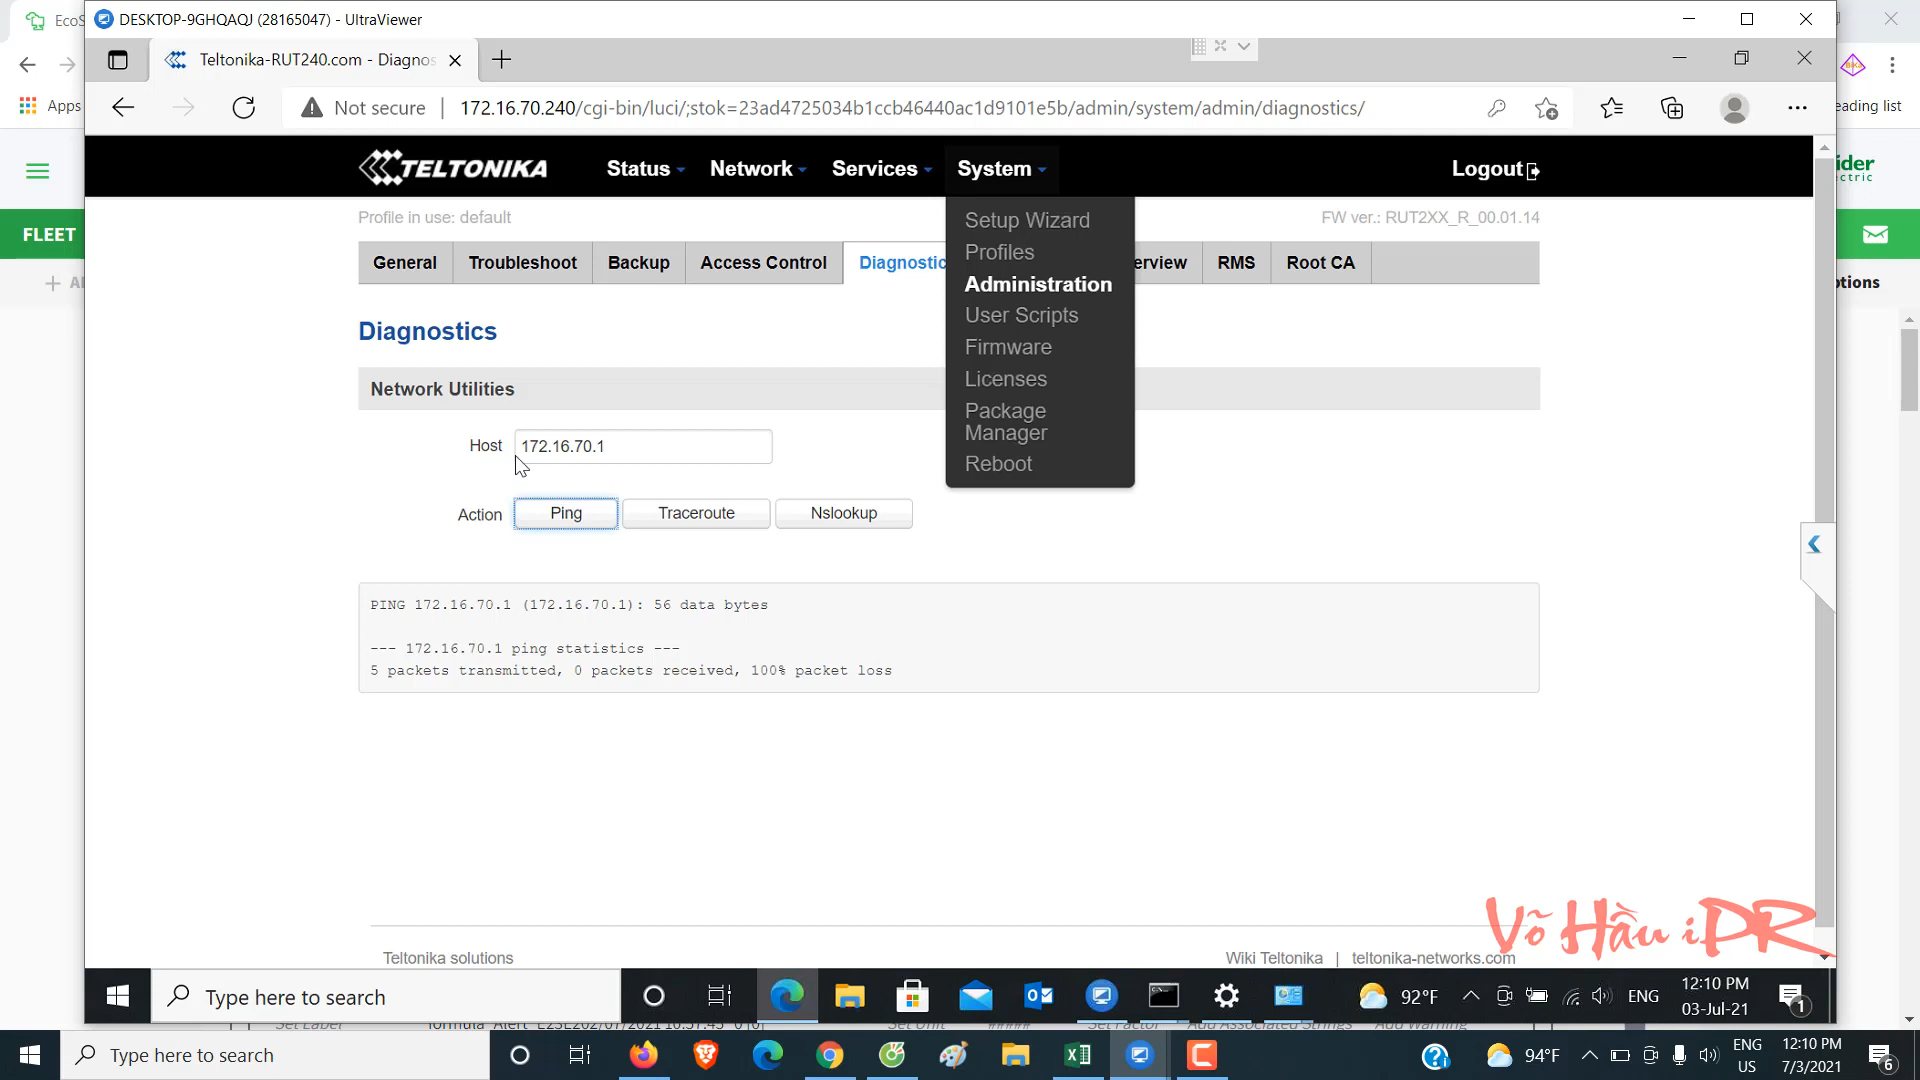 EcoS
DESKTOP-9GHQAQJ (28165047) - UltraViewer
Teltonika-RUT240.com - Diagnos
Apps
Not secure
172.16.70.240/cgi-bin/luci/;stok=23ad4725034b1ccb46440ac1d9101e5b/admin/system/admin/diagnostics/
eading list
TELTONIKA
Status
Network
Services
System
Logout
ider
ectric
Profile in use: default
Setup Wizard
FW ver.: RUT2XX_R_00.01.14
FLEET
General
Troubleshoot
Backup
Access Control
Diagnostic
Profiles
erview
RMS
Root CA
Administration
ptions
User Scripts
Firmware
Licenses
Package
Manager
Reboot
Diagnostics
Network Utilities
Host
172.16.70.1
Action
Ping
Traceroute
Nslookup
PING 172.16.70.1 (172.16.70.1): 56 data bytes
--- 172.16.70.1 ping statistics ---
5 packets transmitted, 0 packets received, 100% packet loss
Võ Hầu iDR
Teltonika solutions
Wiki Teltonika | teltonika-networks.com
Type here to search
92°F
ENG
12:10 PM
03-Jul-21
1
Type here to search
94°F
ENG
US
12:10 PM
7/3/2021
6